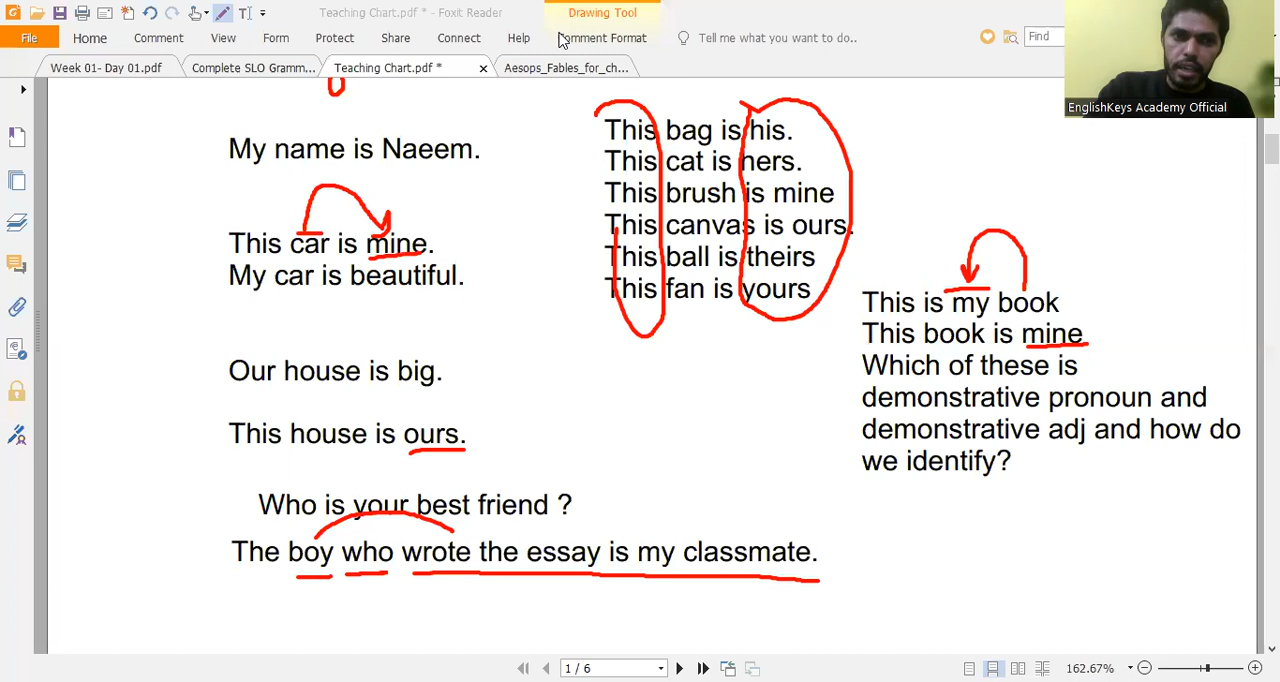 Teaching Chart.pdf * - Foxit Reader
Drawing Tool
File
Home
Comment
View
Form
Protect
Share
Connect
Help
Comment Format
Tell me what you want to do..
Find
Week 01- Day 01.pdf
Complete SLO Gramm...
Teaching Chart.pdf *
Aesops_Fables_for_ch...
EnglishKeys Academy Official
My name is Naeem.
This car is mine.
My car is beautiful.
Our house is big.
This house is ours.
Who is your best friend ?
The boy who wrote the essay is my classmate.
This bag is his.
This cat is hers.
This brush is mine
This canvas is ours.
This ball is theirs
This fan is yours
This is my book
This book is mine
Which of these is
demonstrative pronoun and
demonstrative adj and how do
we identify?
1 / 6
162.67%